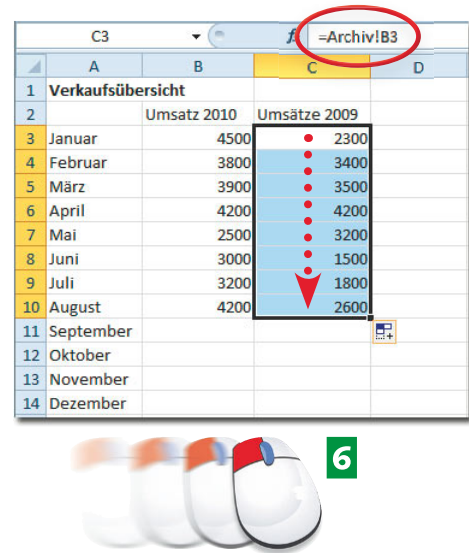 C3 fx =Archiv!B3
A B C D
1 Verkaufsübersicht
2 Umsatz 2010 Umsätze 2009
3 Januar 4500 2300
4 Februar 3800 3400
5 März 3900 3500
6 April 4200 4200
7 Mai 2500 3200
8 Juni 3000 1500
9 Juli 3200 1800
10 August 4200 2600
11 September
12 Oktober
13 November
14 Dezember
6